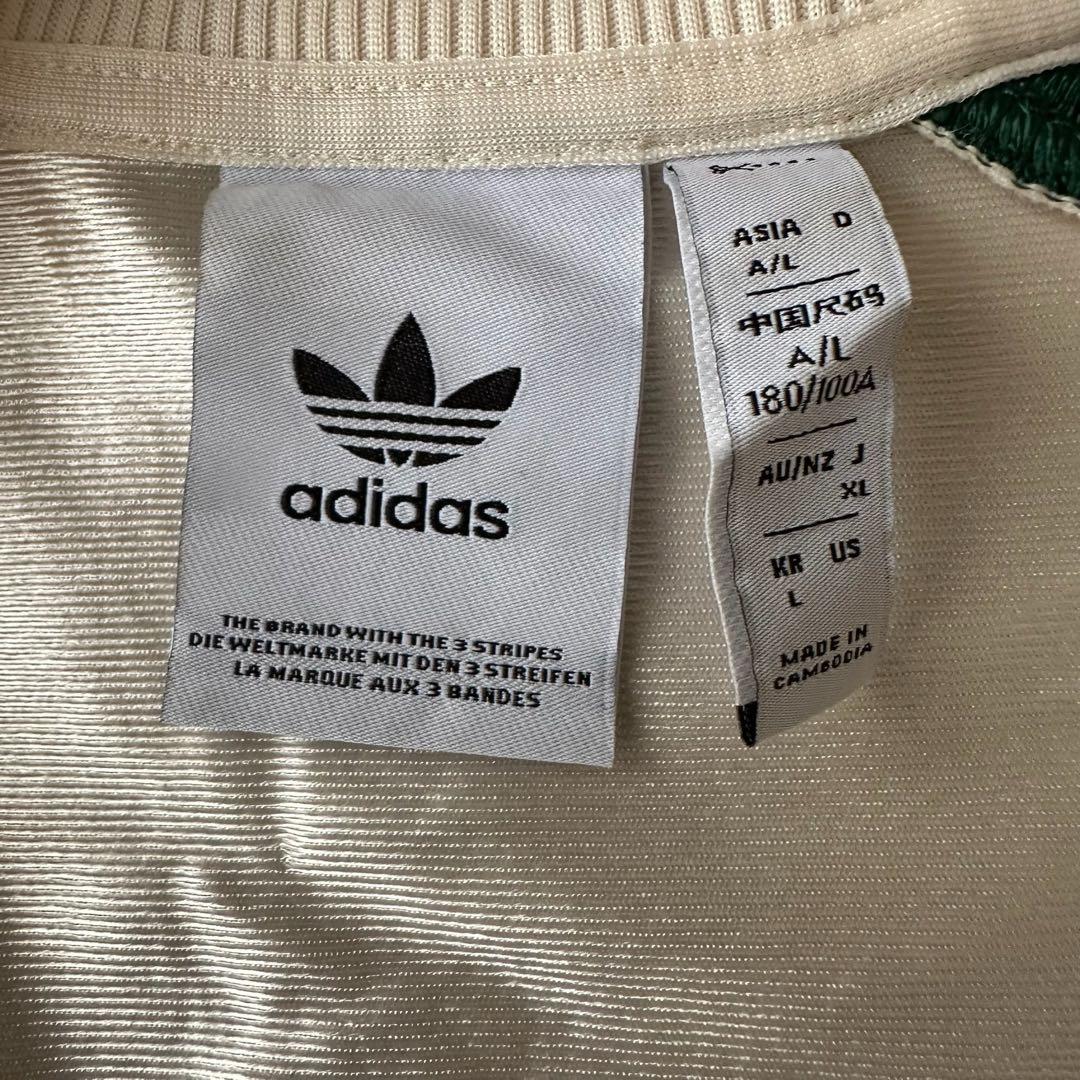 adidas
THE BRAND WITH THE 3 STRIPES
DIE WELTMARKE MIT DEN 3 STREIFEN
LA MARQUE AUX 3 BANDES
ASIA D
A/L
中国尺码
A/L
180/100A
AU/NZ J
XL
KR US
L
MADE IN
CAMBODIA